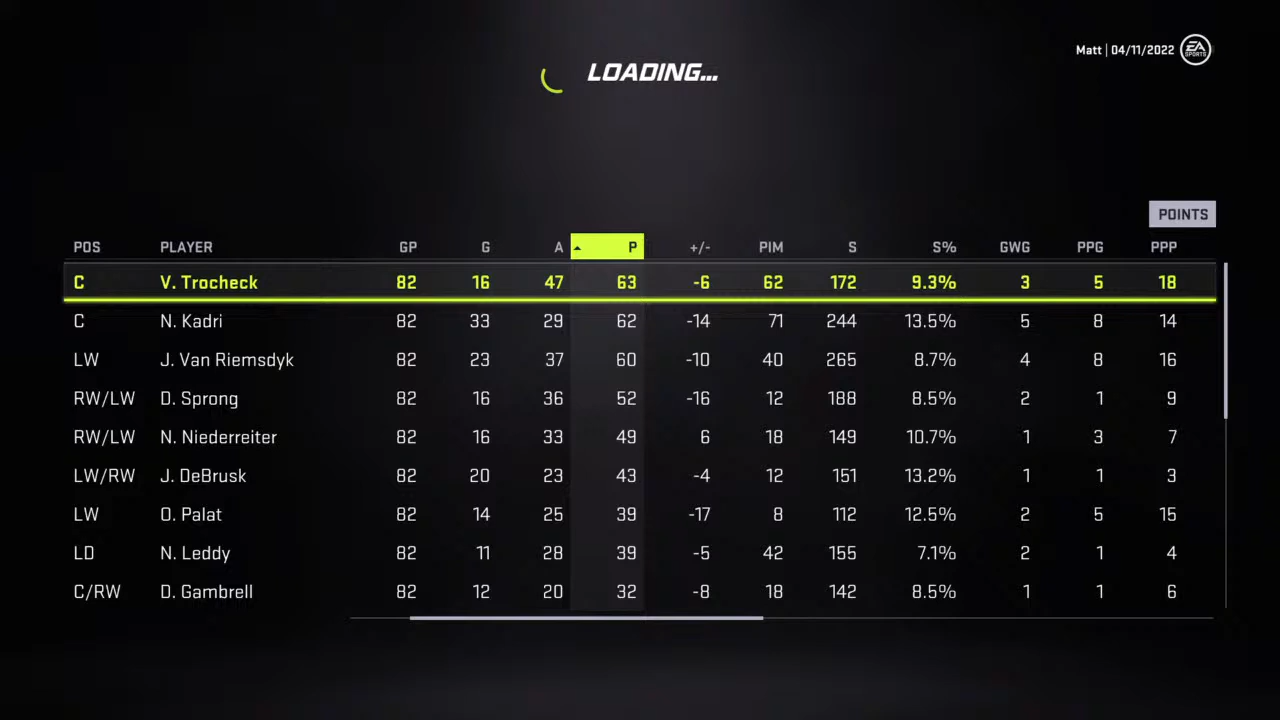 Matt | 04/11/2022 EA SPORTS
LOADING...
POINTS
POS PLAYER GP G A P +/- PIM S S% GWG PPG PPP
C V. Trocheck 82 16 47 63 -6 62 172 9.3% 3 5 18
C N. Kadri 82 33 29 62 -14 71 244 13.5% 5 8 14
LW J. Van Riemsdyk 82 23 37 60 -10 40 265 8.7% 4 8 16
RW/LW D. Sprong 82 16 36 52 -16 12 188 8.5% 2 1 9
RW/LW N. Niederreiter 82 16 33 49 6 18 149 10.7% 1 3 7
LW/RW J. DeBrusk 82 20 23 43 -4 12 151 13.2% 1 1 3
LW O. Palat 82 14 25 39 -17 8 112 12.5% 2 5 15
LD N. Leddy 82 11 28 39 -5 42 155 7.1% 2 1 4
C/RW D. Gambrell 82 12 20 32 -8 18 142 8.5% 1 1 6